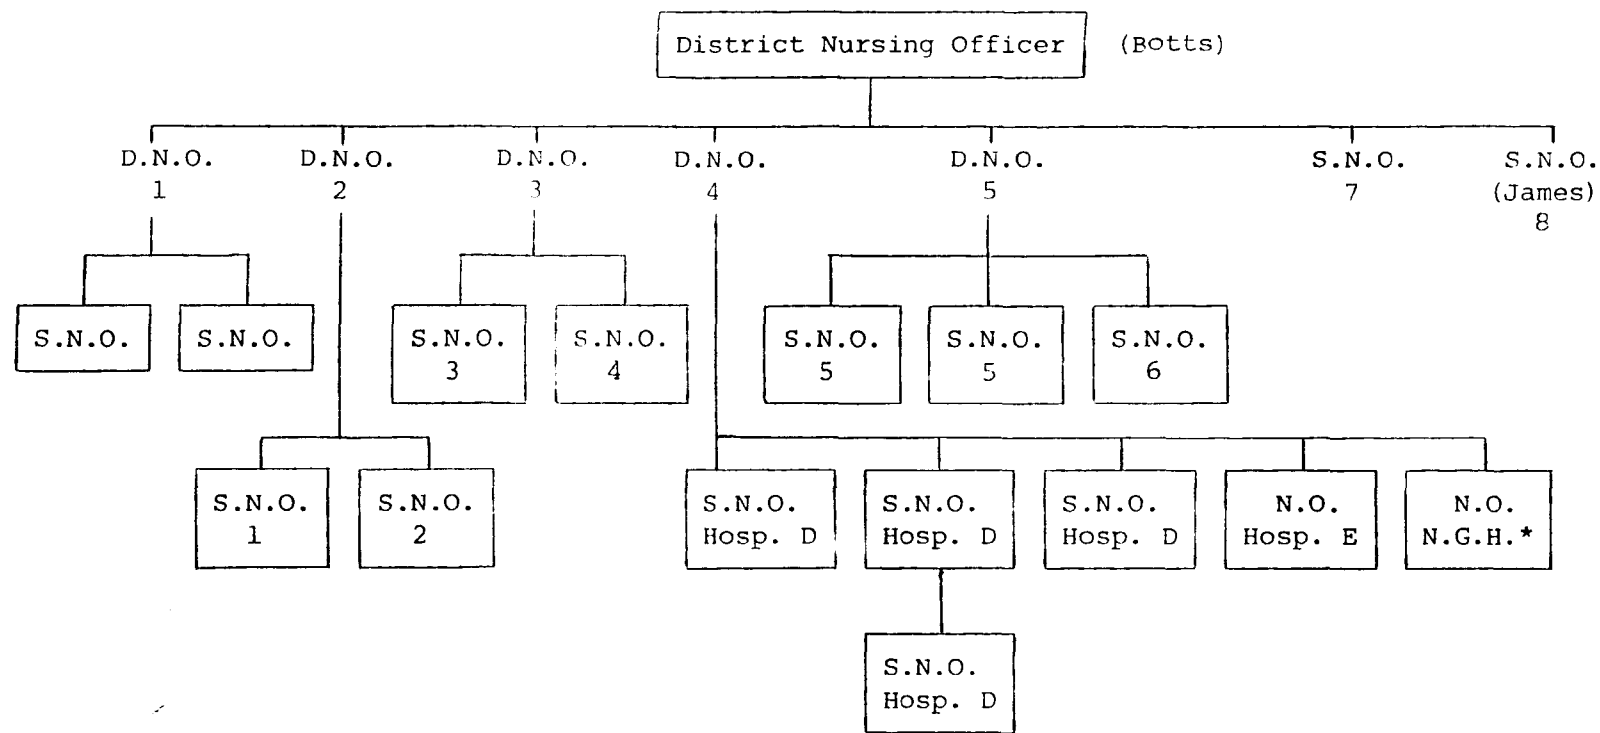 District Nursing Officer (Botts)
D.N.O. D.N.O. D.N.O. D.N.O. D.N.O. S.N.O. S.N.O.
1 2 3 4 5 7 (James)
8
S.N.O. S.N.O. S.N.O. S.N.O. S.N.O. S.N.O. S.N.O.
3 4 5 5 6
S.N.O. S.N.O. S.N.O. S.N.O. S.N.O. N.O. N.O.
1 2 Hosp. D Hosp. D Hosp. D Hosp. E N.G.H.*
S.N.O.
Hosp. D